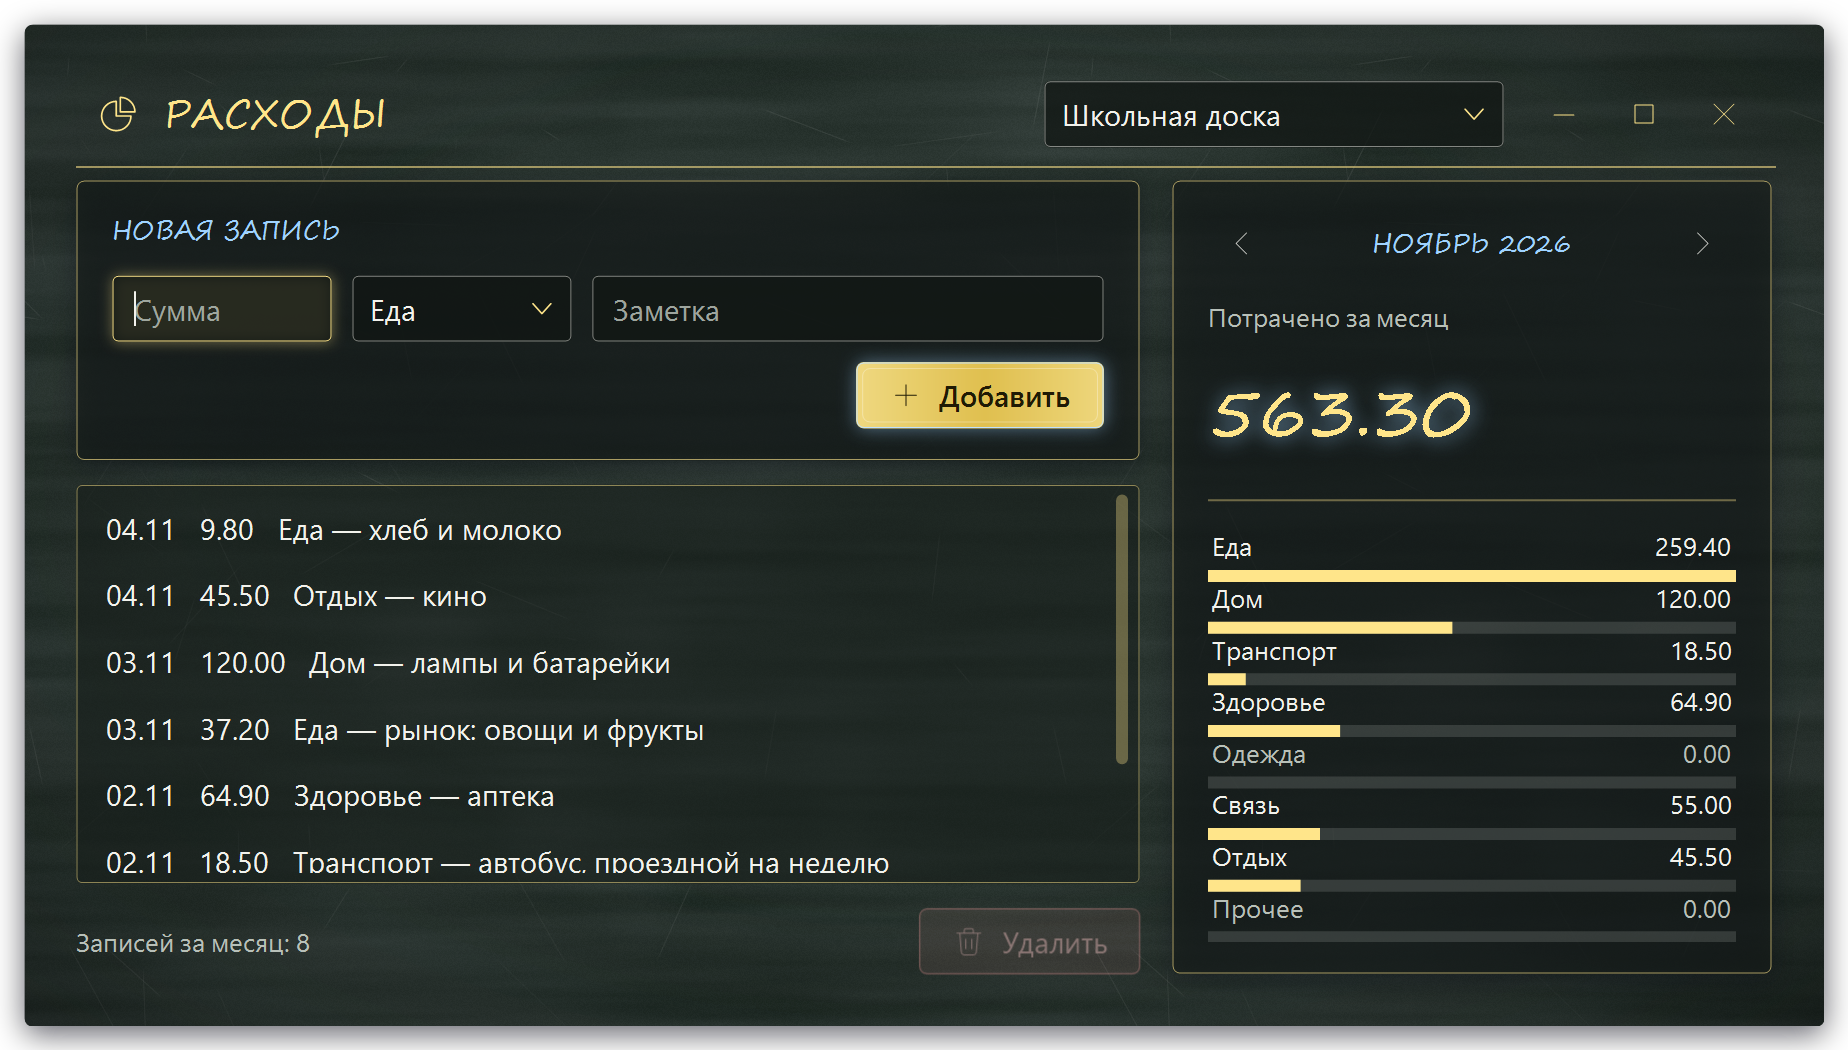 РАСХОДЫ
Школьная доска
НОВАЯ ЗАПИСЬ
Сумма
Еда
Заметка
Добавить
04.11 9.80 Еда — хлеб и молоко
04.11 45.50 Отдых — кино
03.11 120.00 Дом — лампы и батарейки
03.11 37.20 Еда — рынок: овощи и фрукты
02.11 64.90 Здоровье — аптека
02.11 18.50 Транспорт — автобус, проездной на неделю
Записей за месяц: 8
Удалить
НОЯБРЬ 2026
Потрачено за месяц
563.30
Еда 259.40
Дом 120.00
Транспорт 18.50
Здоровье 64.90
Одежда 0.00
Связь 55.00
Отдых 45.50
Прочее 0.00